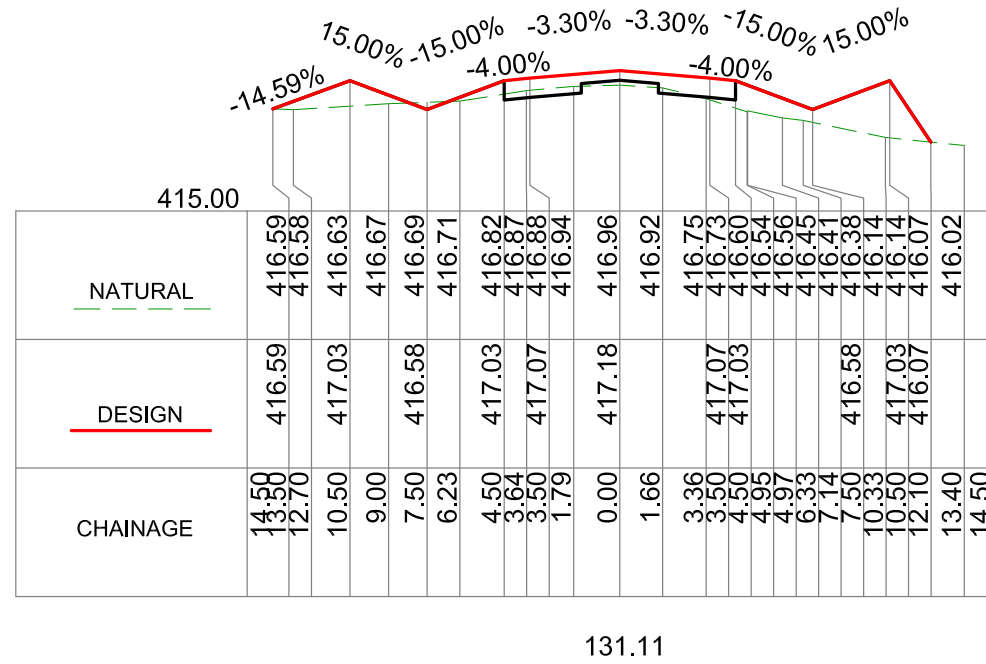 -14.59% 15.00% -15.00% -4.00% -3.30% -3.30% -4.00% -15.00% 15.00%
415.00
NATURAL 416.59 416.58 416.63 416.67 416.69 416.71 416.82 416.87 416.88 416.94 416.96 416.92 416.75 416.73 416.60 416.54 416.56 416.45 416.41 416.38 416.14 416.14 416.07 416.02
DESIGN 416.59 417.03 416.58 417.03 417.07 417.18 417.07 417.03 416.58 417.03 416.07
CHAINAGE 14.50 13.50 12.70 10.50 9.00 7.50 6.23 4.50 3.64 3.50 1.79 0.00 1.66 3.36 3.50 4.50 4.95 4.97 6.33 7.14 7.50 10.33 10.50 12.10 13.40 14.50
131.11